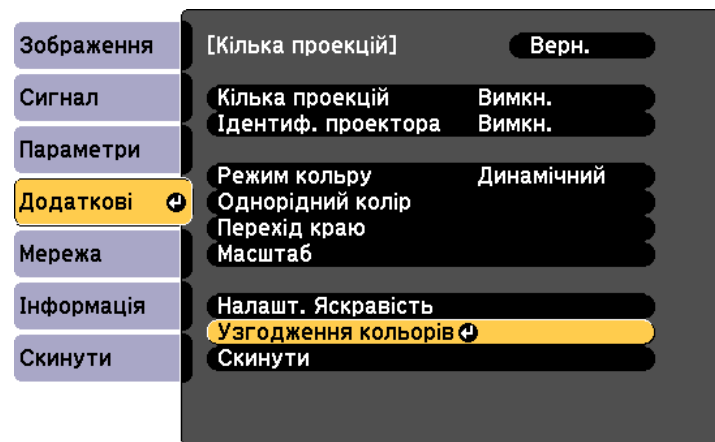 Зображення
Сигнал
Параметри
Додаткові
Мережа
Інформація
Скинути
[Кілька проекцій] Верн.
Кілька проекцій Вимкн.
Ідентиф. проектора Вимкн.
Режим кольру Динамічний
Однорідний колір
Перехід краю
Масштаб
Налашт. Яскравість
Узгодження кольорів
Скинути